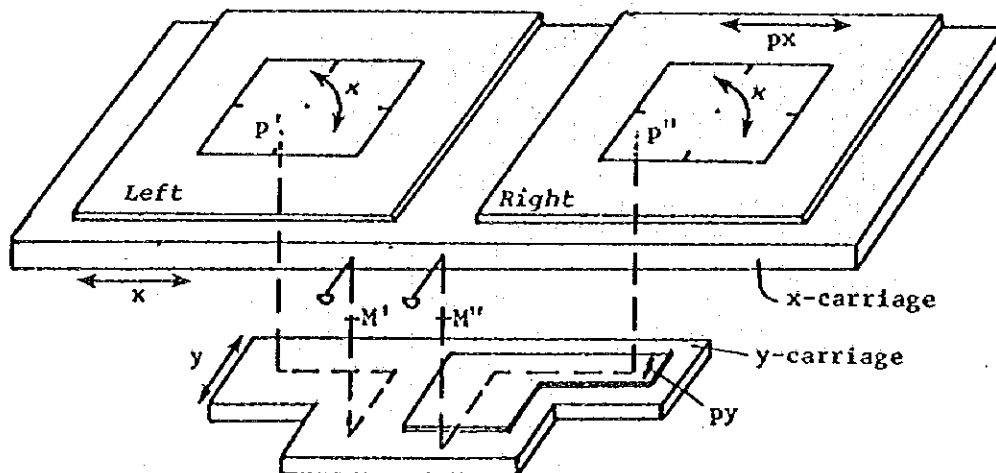 px
κ
κ
p'
p"
Left
Right
x
x-carriage
M'
M"
y
y-carriage
py